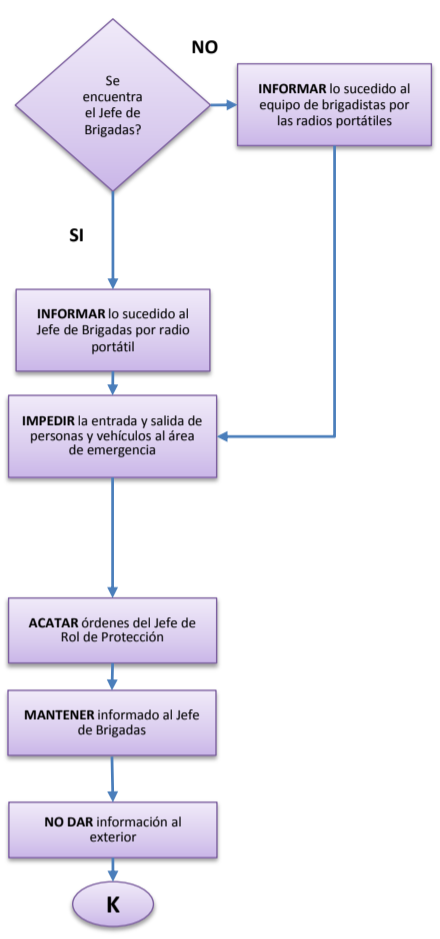 NO
Se
encuentra
el Jefe de
Brigadas?
INFORMAR lo sucedido al
equipo de brigadistas por
las radios portátiles
SI
INFORMAR lo sucedido al
Jefe de Brigadas por radio
portátil
IMPEDIR la entrada y salida de
personas y vehículos al área
de emergencia
ACATAR órdenes del Jefe de
Rol de Protección
MANTENER informado al Jefe
de Brigadas
NO DAR información al
exterior
K